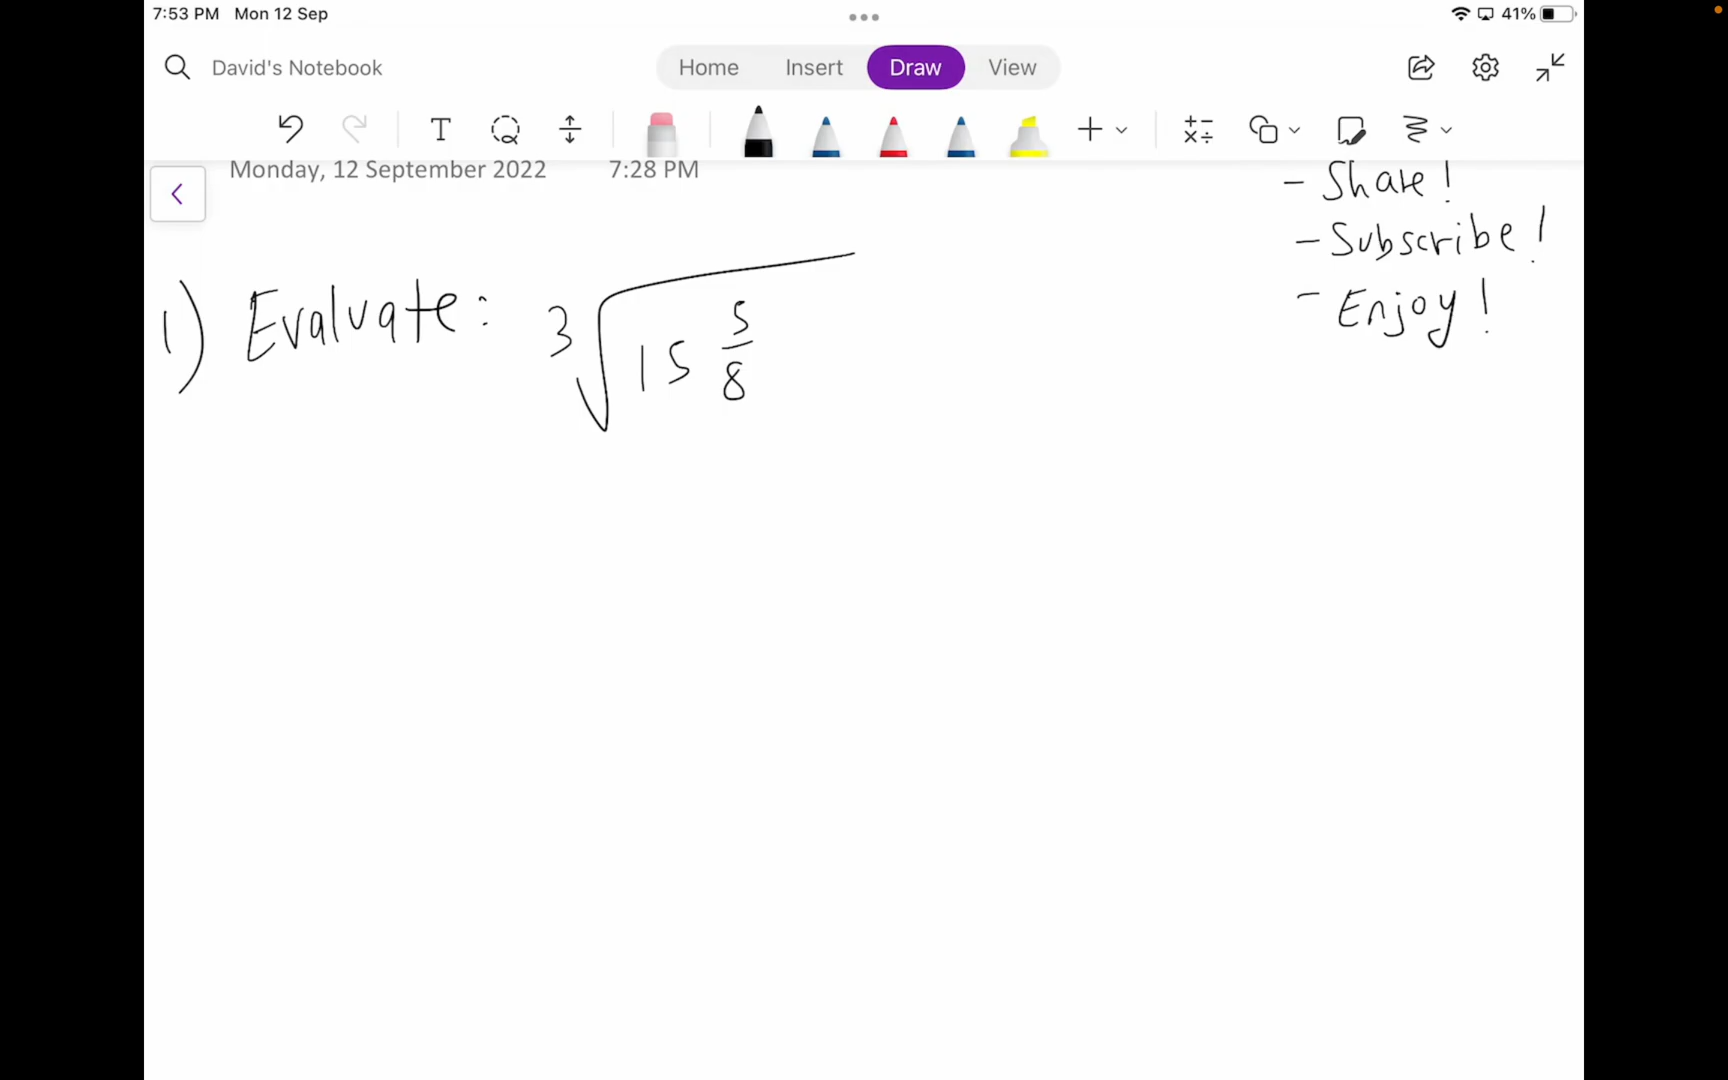 7:53 PM Mon 12 Sep
41%
David's Notebook
Home Insert Draw View
T
Monday, 12 September 2022 7:28 PM
- Share!
- Subscribe!
- Enjoy!
1) Evaluate: ∛(15 5/8)